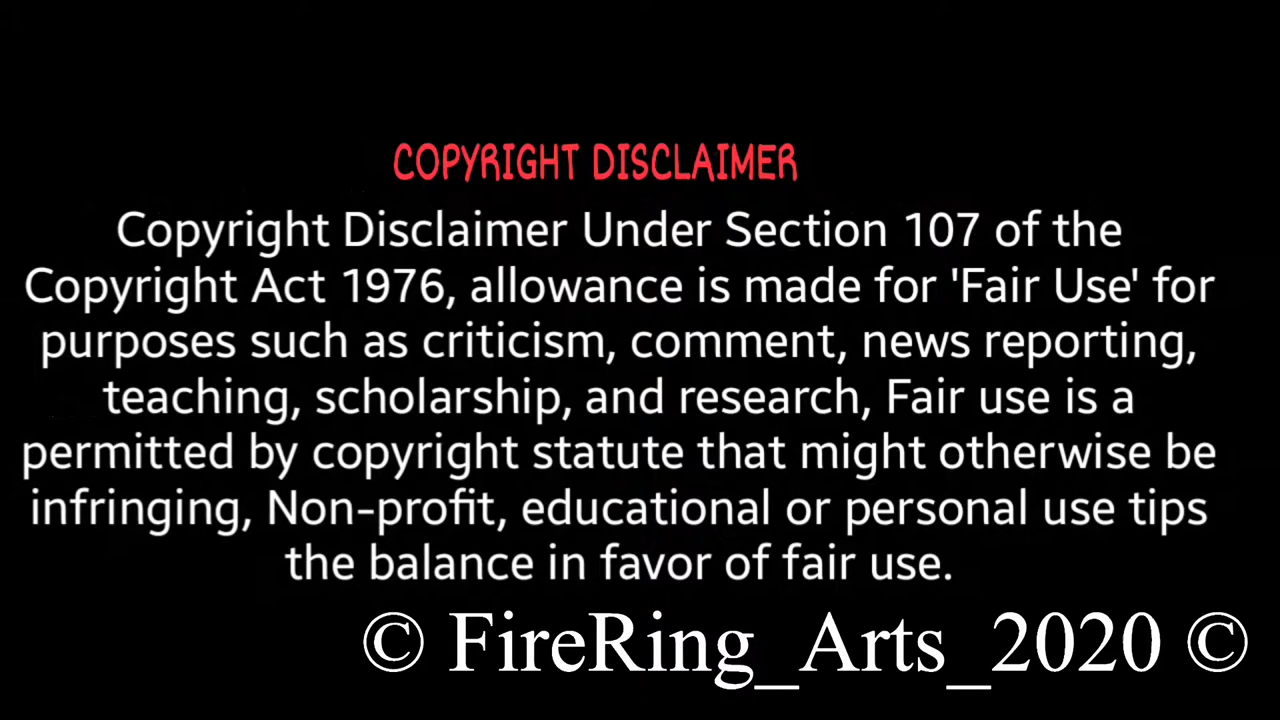 COPYRIGHT DISCLAIMER
Copyright Disclaimer Under Section 107 of the
Copyright Act 1976, allowance is made for 'Fair Use' for
purposes such as criticism, comment, news reporting,
teaching, scholarship, and research, Fair use is a
permitted by copyright statute that might otherwise be
infringing, Non-profit, educational or personal use tips
the balance in favor of fair use.
© FireRing_Arts_2020 ©